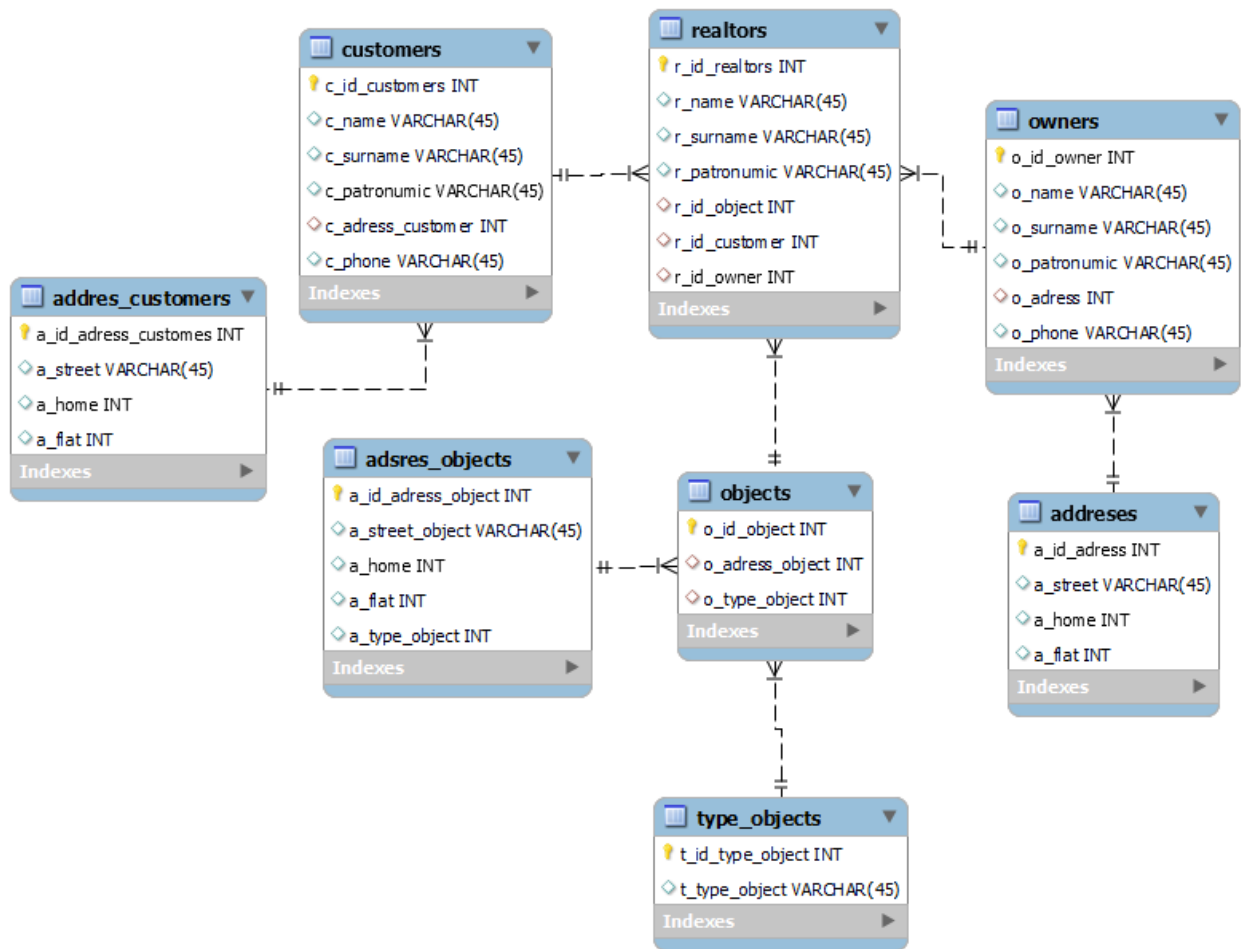 customers
c_id_customers INT
c_name VARCHAR(45)
c_surname VARCHAR(45)
c_patronumic VARCHAR(45)
c_adress_customer INT
c_phone VARCHAR(45)
Indexes
realtors
r_id_realtors INT
r_name VARCHAR(45)
r_surname VARCHAR(45)
r_patronumic VARCHAR(45)
r_id_object INT
r_id_customer INT
r_id_owner INT
Indexes
owners
o_id_owner INT
o_name VARCHAR(45)
o_surname VARCHAR(45)
o_patronumic VARCHAR(45)
o_adress INT
o_phone VARCHAR(45)
Indexes
addres_customers
a_id_adress_customes INT
a_street VARCHAR(45)
a_home INT
a_flat INT
Indexes
adsres_objects
a_id_adress_object INT
a_street_object VARCHAR(45)
a_home INT
a_flat INT
a_type_object INT
Indexes
objects
o_id_object INT
o_adress_object INT
o_type_object INT
Indexes
addreses
a_id_adress INT
a_street VARCHAR(45)
a_home INT
a_flat INT
Indexes
type_objects
t_id_type_object INT
t_type_object VARCHAR(45)
Indexes